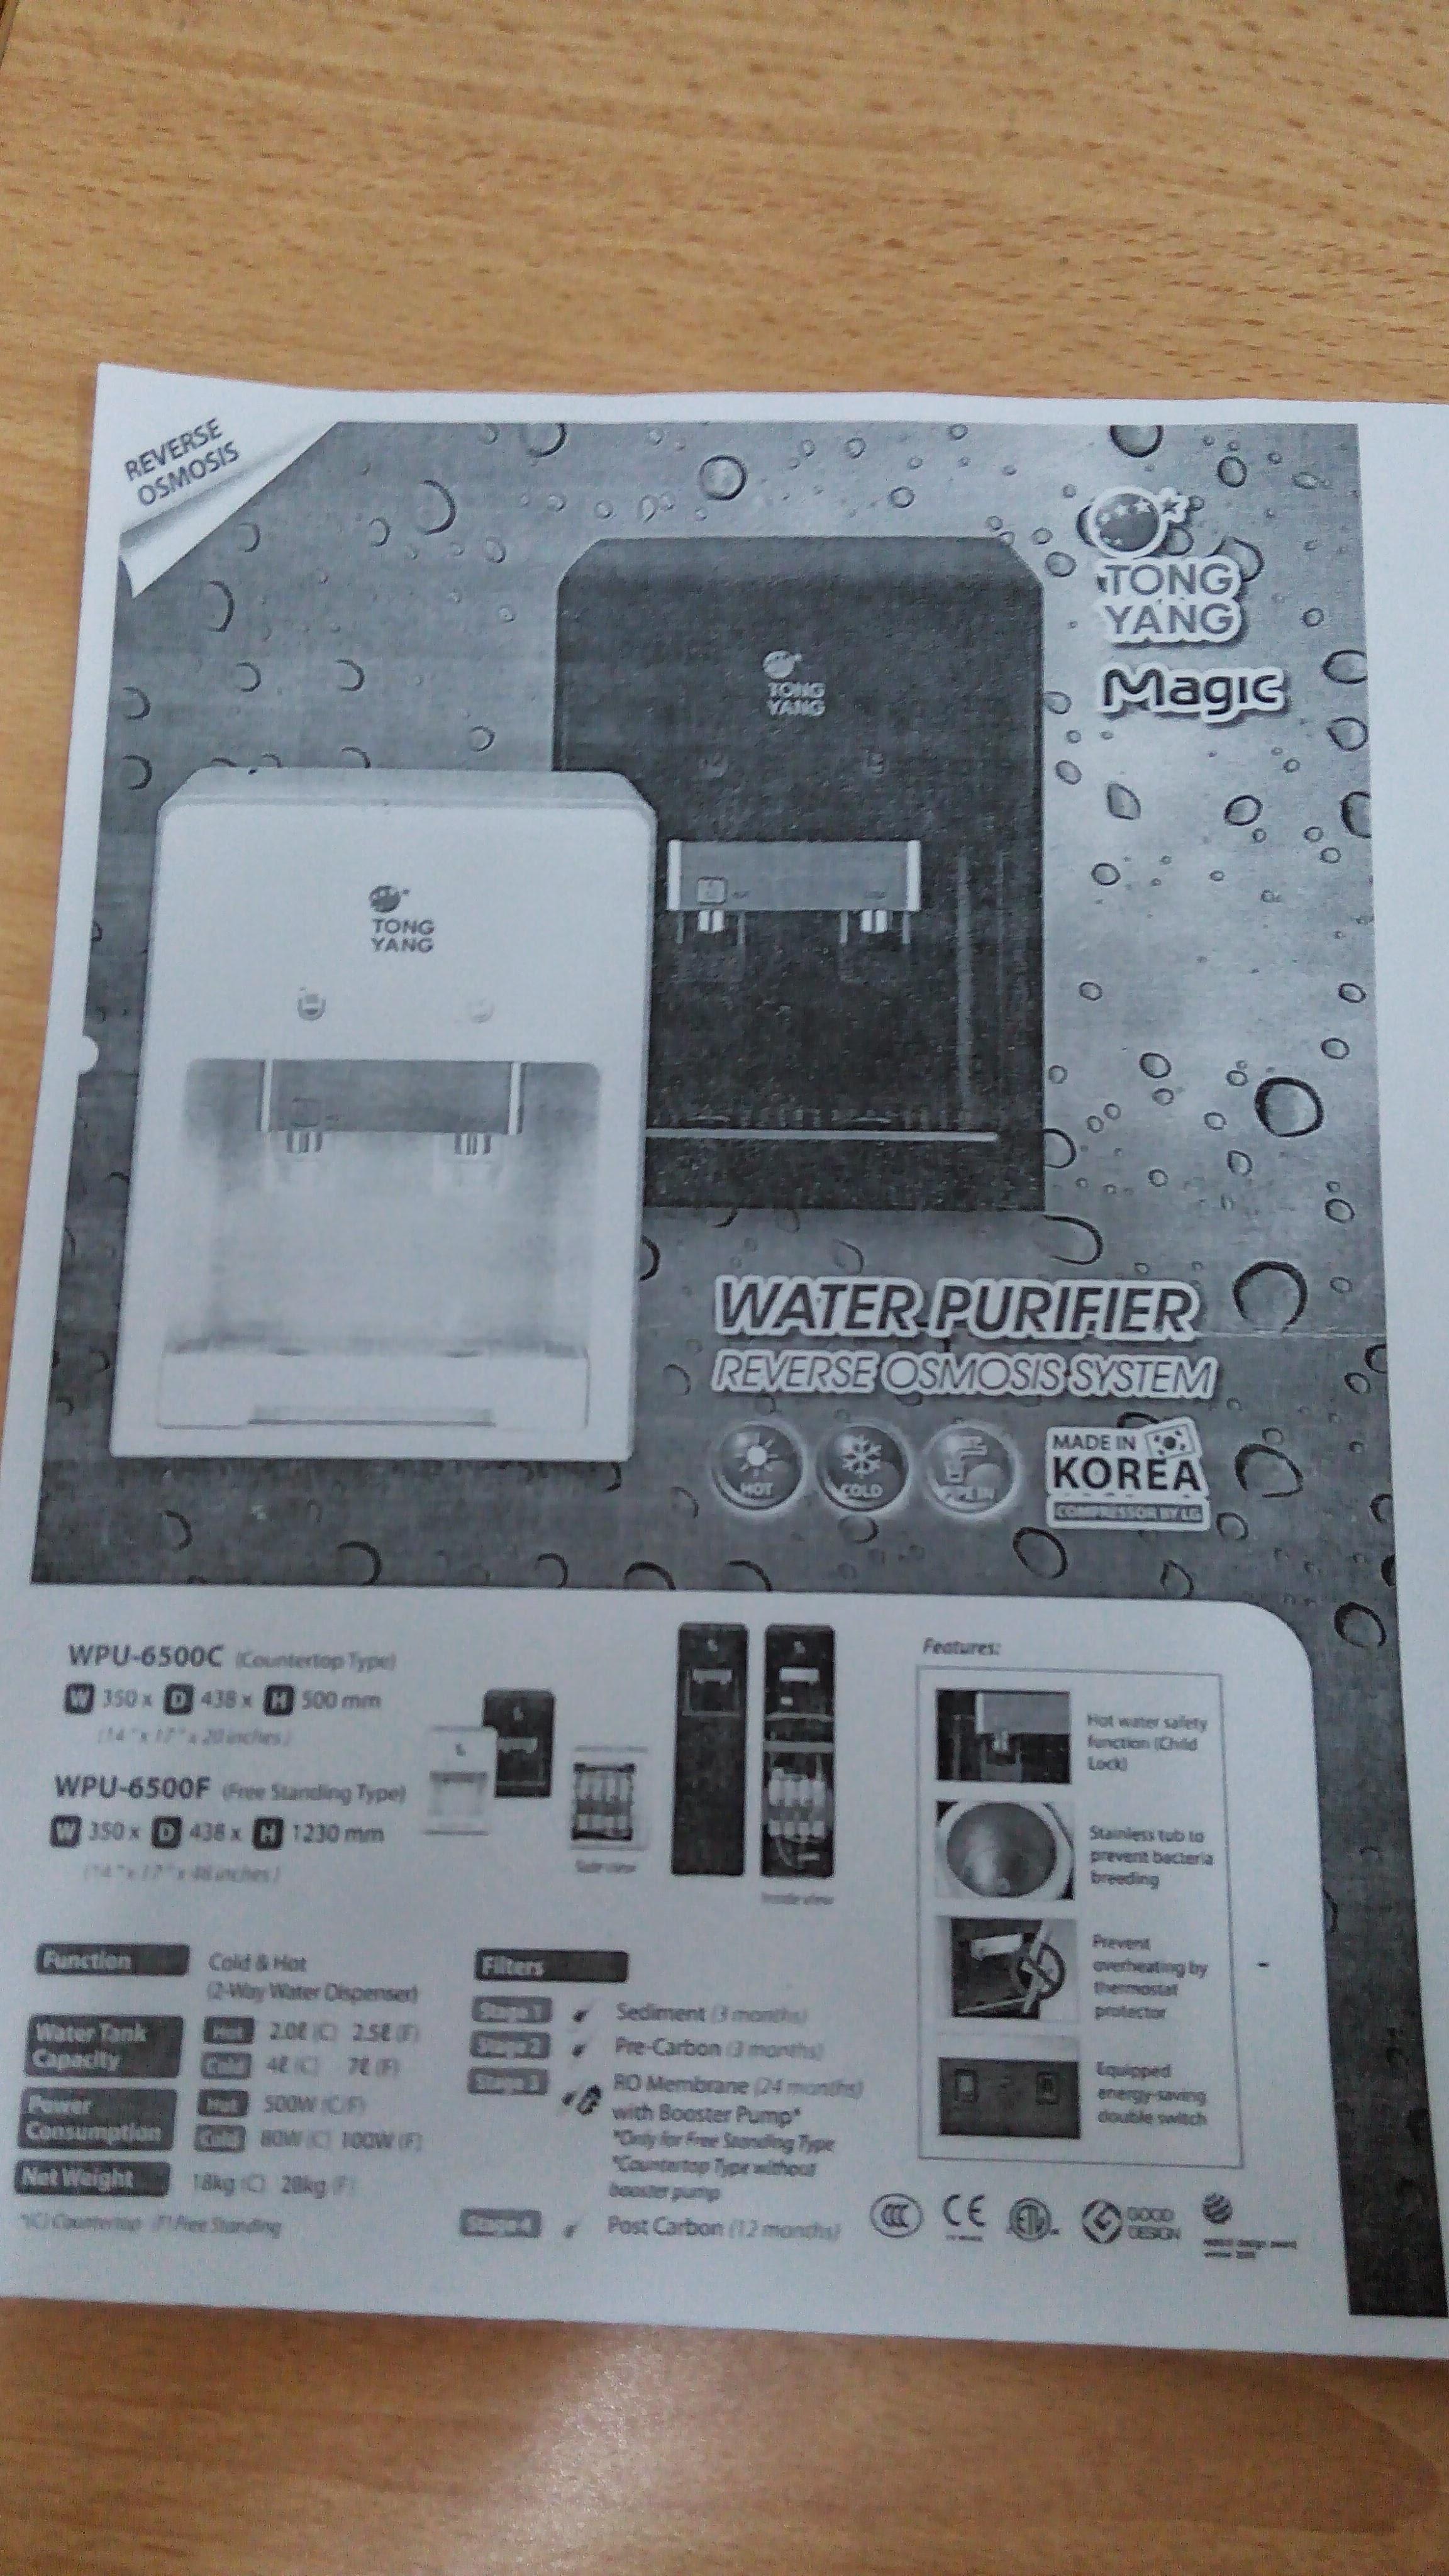 REVERSE
OSMOSIS
TONG
YANG
Magic
TONG
YANG
TONG
YANG
WATER PURIFIER
REVERSE OSMOSIS SYSTEM
HOT
COLD
PIPE IN
MADE IN
KOREA
COMPRESSOR BY LG
WPU-6500C (Countertop Type)
W 350 x D 438 x H 500 mm
(14" x 17" x 20 inches)
WPU-6500F (Free Standing Type)
W 350 x D 438 x H 1230 mm
(14" x 17" x 48 inches)
Side view
Inside view
Features:
Hot water safety
function (Child
Lock)
Stainless tub to
prevent bacteria
breeding
Prevent
overheating by
thermostat
protector
Equipped
energy-saving
double switch
Function
Cold & Hot
(2-Way Water Dispenser)
Water Tank
Capacity
Hot 2.0ℓ (C) 2.5ℓ (F)
Cold 4ℓ (C) 7ℓ (F)
Power
Consumption
Hot 500W (C/F)
Cold 80W (C) 100W (F)
Net Weight
18kg (C) 28kg (F)
*(C) Countertop (F) Free Standing
Filters
Stage 1 Sediment (3 months)
Stage 2 Pre-Carbon (3 months)
Stage 3 RO Membrane (24 months)
with Booster Pump*
*Only for Free Standing Type
*Countertop Type without
booster pump
Stage 4 Post Carbon (12 months)
CCC
CE
ETL
GOOD
DESIGN